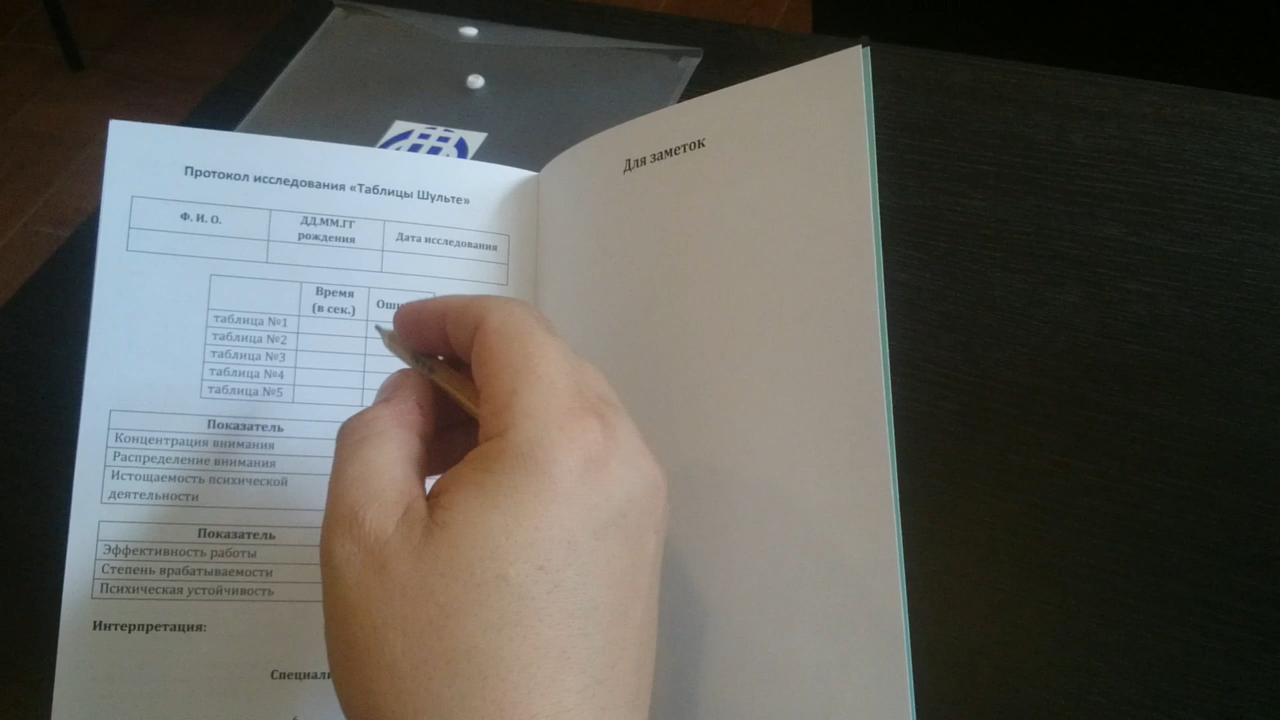 Протокол исследования «Таблицы Шульте»
Ф. И. О.
ДД.ММ.ГГ
рождения
Дата исследования
Время
(в сек.)
таблица №1
таблица №2
таблица №3
таблица №4
таблица №5
Показатель
Концентрация внимания
Распределение внимания
Истощаемость психической
деятельности
Показатель
Эффективность работы
Степень врабатываемости
Психическая устойчивость
Интерпретация:
Для заметок